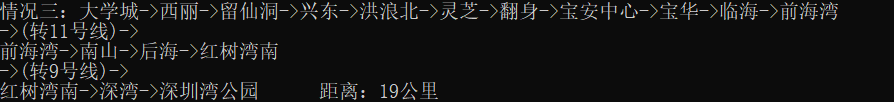 情况三：大学城->西丽->留仙洞->兴东->洪浪北->灵芝->翻身->宝安中心->宝华->临海->前海湾
->(转11号线)->
前海湾->南山->后海->红树湾南
->(转9号线)->
红树湾南->深湾->深圳湾公园 距离：19公里